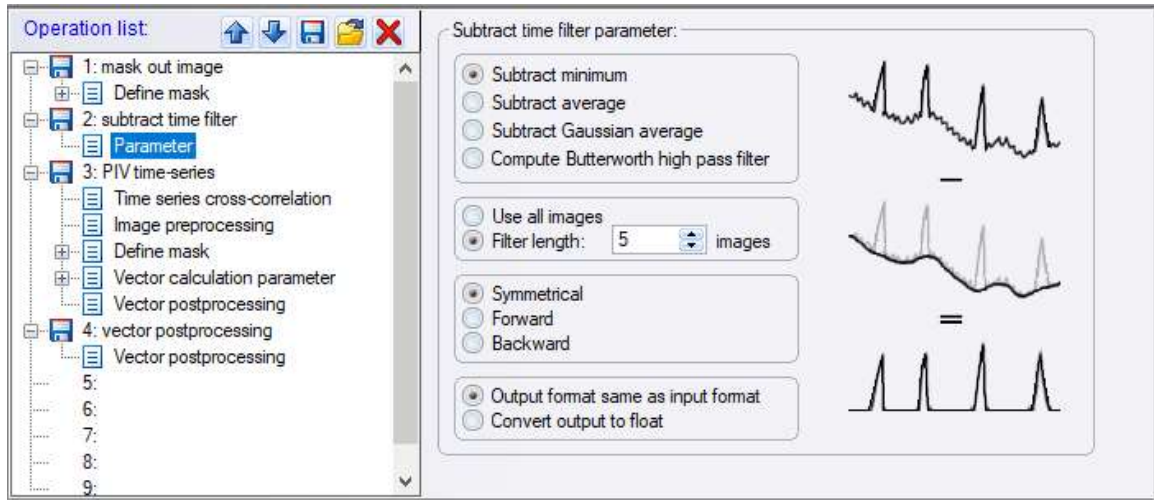 Operation list:
1: mask out image
Define mask
2: subtract time filter
Parameter
3: PIV time-series
Time series cross-correlation
Image preprocessing
Define mask
Vector calculation parameter
Vector postprocessing
4: vector postprocessing
Vector postprocessing
5:
6:
7:
8:
9:
Subtract time filter parameter:
Subtract minimum
Subtract average
Subtract Gaussian average
Compute Butterworth high pass filter
Use all images
Filter length: 5 images
Symmetrical
Forward
Backward
Output format same as input format
Convert output to float